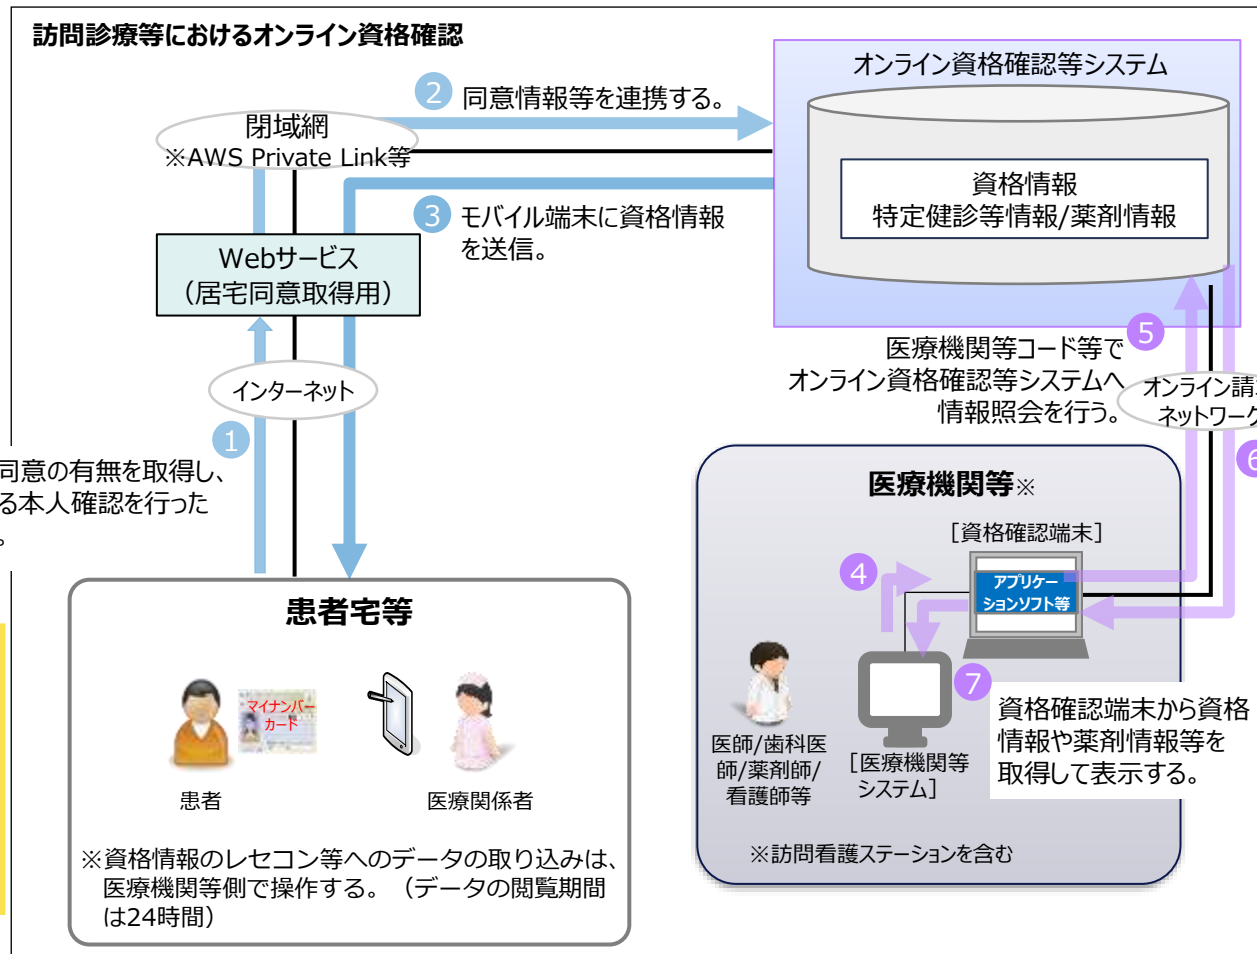 訪問診療等におけるオンライン資格確認
オンライン資格確認等システム
2 同意情報等を連携する。
閉域網
※AWS Private Link等
資格情報
特定健診等情報/薬剤情報
3 モバイル端末に資格情報
を送信。
Webサービス
（居宅同意取得用）
5
医療機関等コード等で
オンライン資格確認等システムへ
情報照会を行う。
インターネット
オンライン請
ネットワーク
1
同意の有無を取得し、
る本人確認を行った
。
6
医療機関等※
［資格確認端末］
4
アプリケー
ションソフト等
患者宅等
マイナンバー
カード
7
資格確認端末から資格
情報や薬剤情報等を
取得して表示する。
医師/歯科医
師/薬剤師/
看護師等
［医療機関等
システム］
患者
医療関係者
※訪問看護ステーションを含む
※資格情報のレセコン等へのデータの取り込みは、
医療機関等側で操作する。（データの閲覧期間
は24時間）